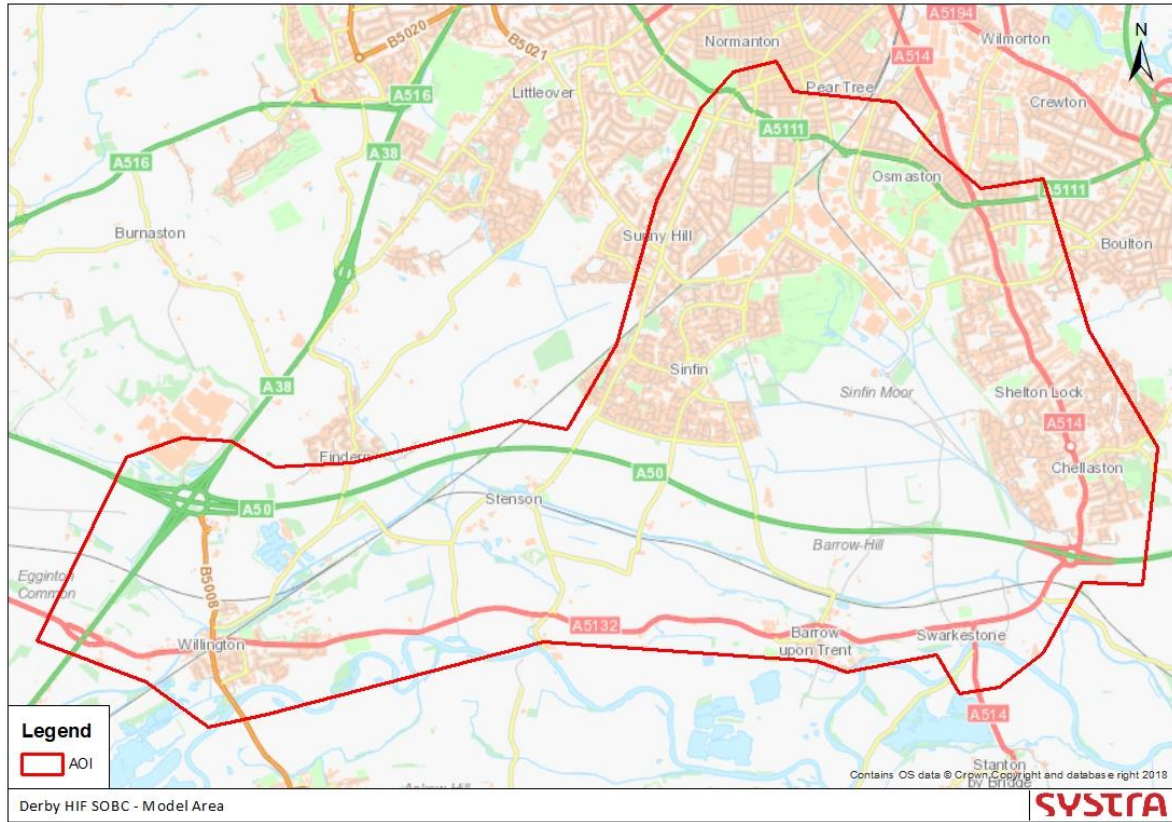 B5020
B5021
A5194
Normanton
A514
Wilmorton
N
A516
Littleover
Pear Tree
Crewton
A38
A5111
A516
Osmaston
A5111
Burnaston
Sunny Hill
Boulton
A38
Sinfin
Sinfin Moor
Shelton Lock
A514
Findern
Chellaston
A50
Stenson
A50
Barrow-Hill
Egginton
Common
B5008
A5132
Willington
Barrow
upon Trent
Swarkestone
A514
Legend
AOI
Stanton
by Bridge
Contains OS data © Crown Copyright and database right 2018
Derby HIF SOBC - Model Area
SYSTRA